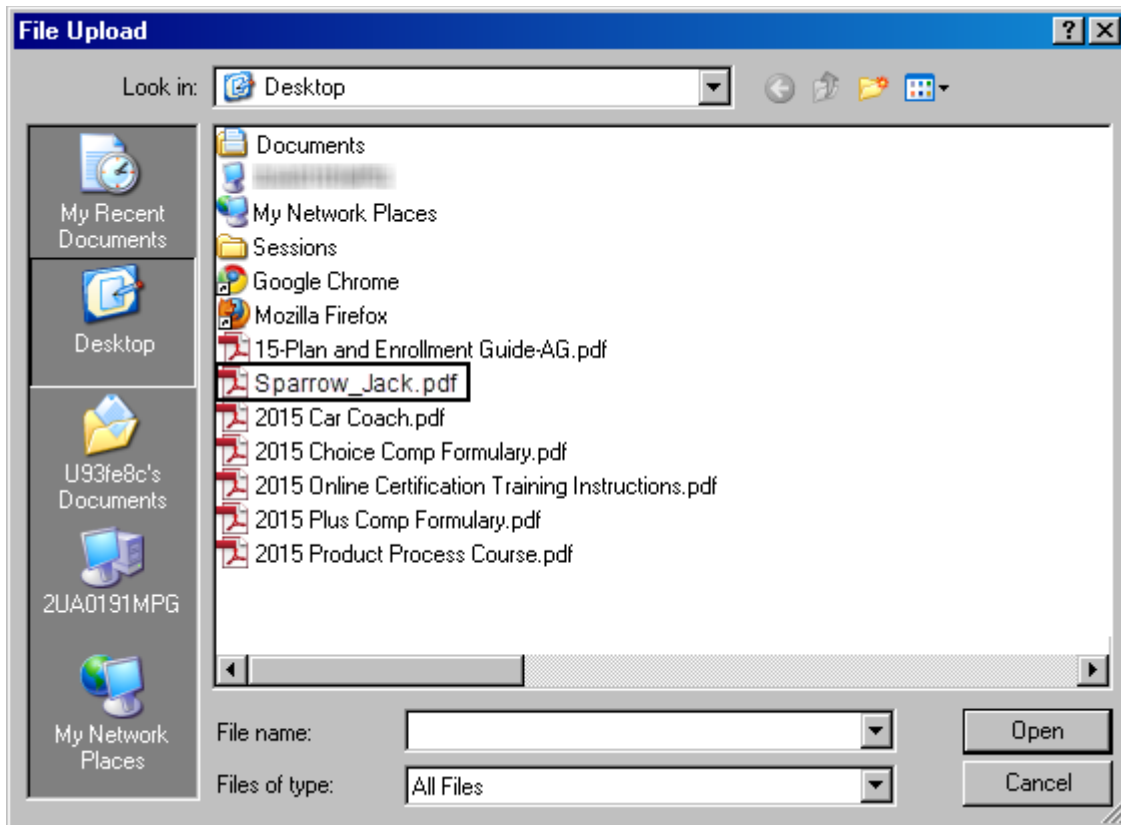 File Upload
Look in: Desktop
My Recent
Documents
Desktop
U93fe8c's
Documents
2UA0191MPG
My Network
Places
Documents
My Network Places
Sessions
Google Chrome
Mozilla Firefox
15-Plan and Enrollment Guide-AG.pdf
Sparrow_Jack.pdf
2015 Car Coach.pdf
2015 Choice Comp Formulary.pdf
2015 Online Certification Training Instructions.pdf
2015 Plus Comp Formulary.pdf
2015 Product Process Course.pdf
File name: Open
Files of type: All Files Cancel